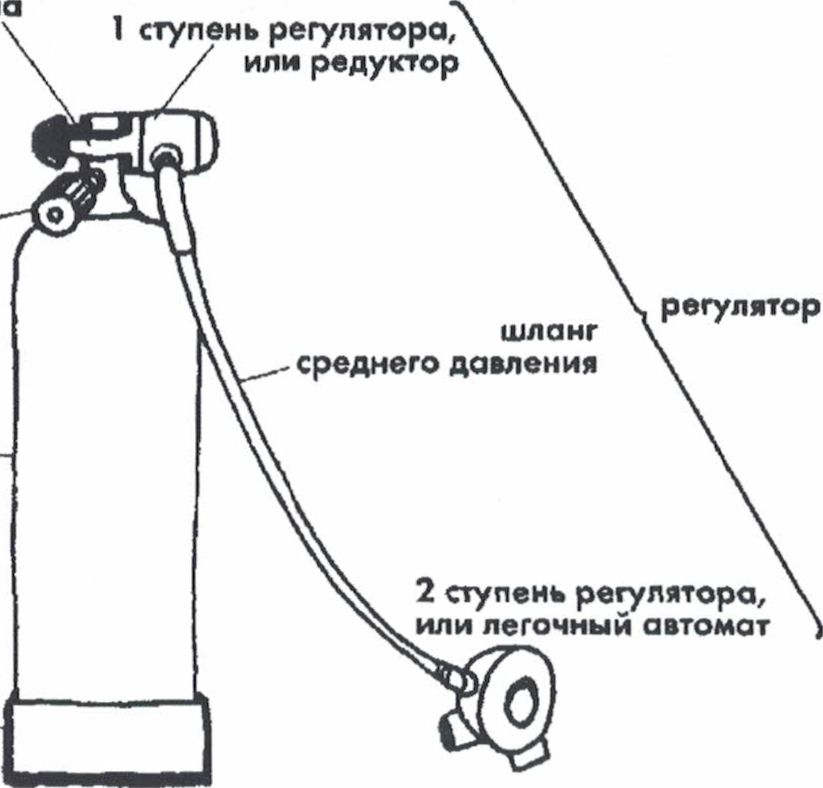 1 ступень регулятора,
или редуктор
регулятор
шланг
среднего давления
2 ступень регулятора,
или легочный автомат